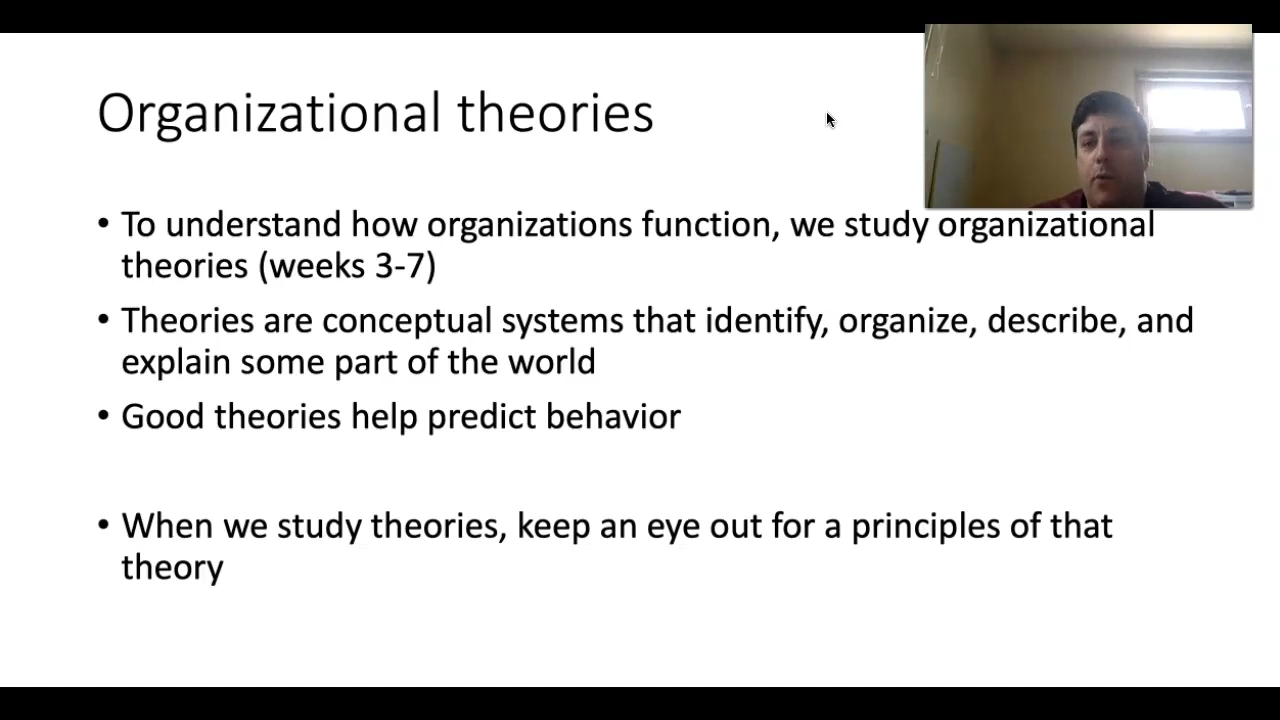 Organizational theories
• To understand how organizations function, we study organizational
theories (weeks 3-7)
• Theories are conceptual systems that identify, organize, describe, and
explain some part of the world
• Good theories help predict behavior
• When we study theories, keep an eye out for a principles of that
theory